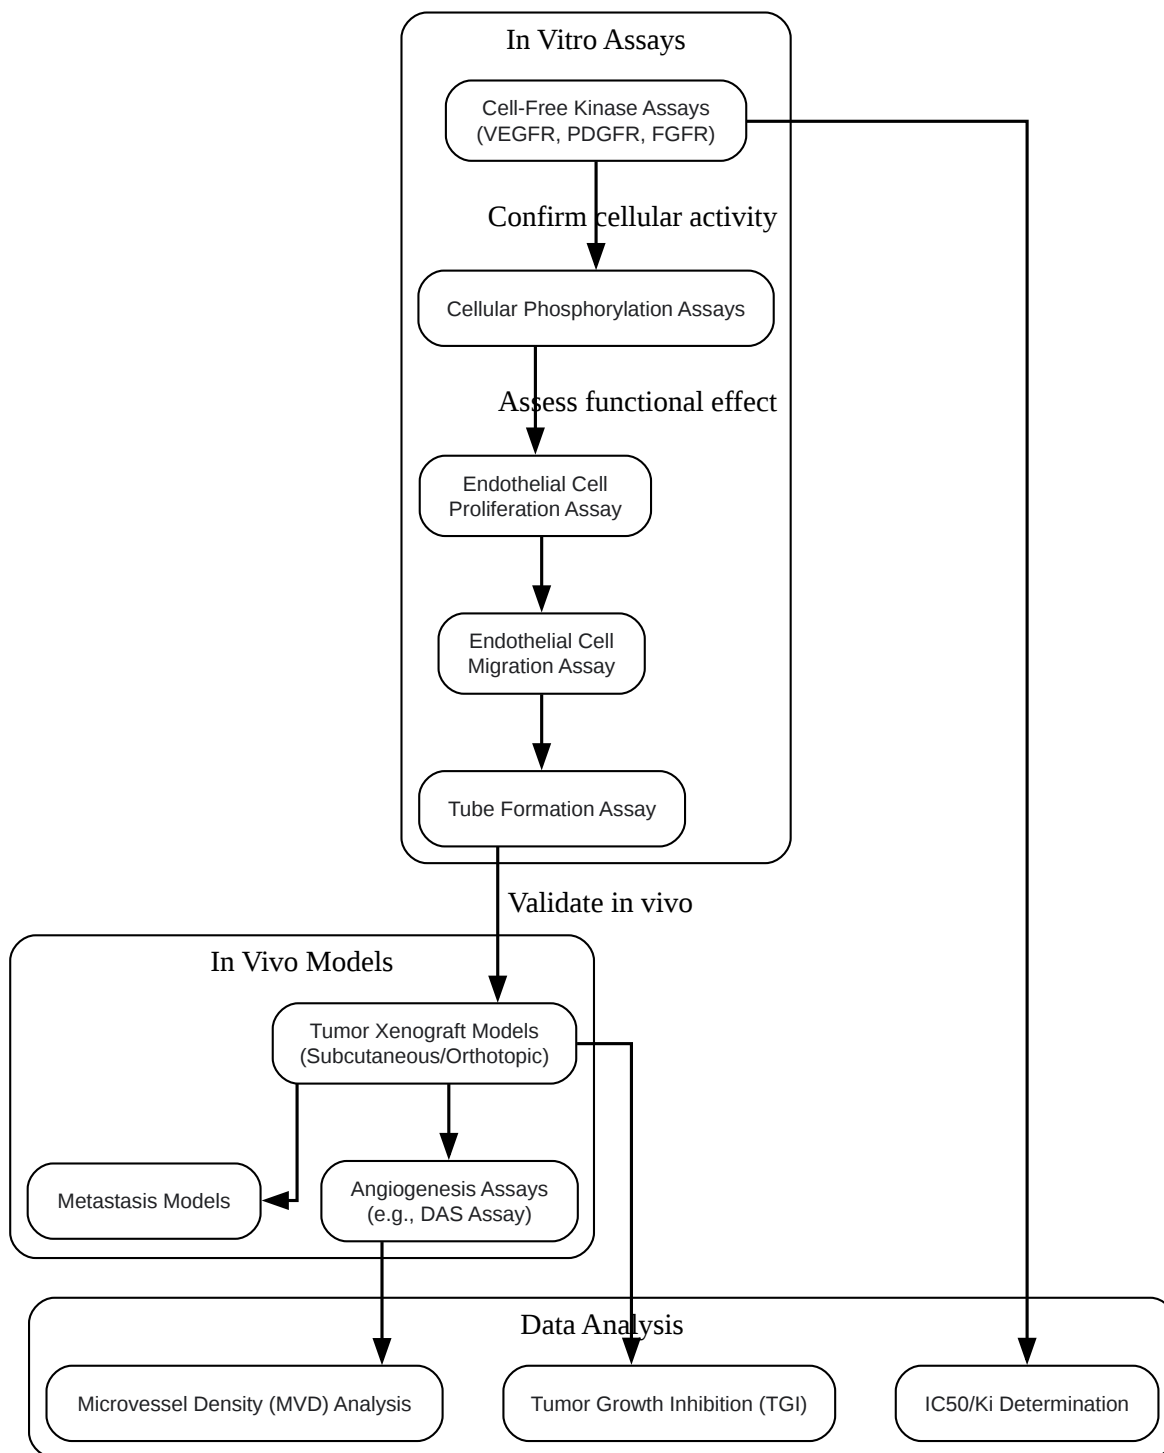 In Vitro Assays
Cell-Free Kinase Assays
(VEGFR, PDGFR, FGFR)
Confirm cellular activity
Cellular Phosphorylation Assays
Assess functional effect
Endothelial Cell
Proliferation Assay
Endothelial Cell
Migration Assay
Tube Formation Assay
Validate in vivo
In Vivo Models
Tumor Xenograft Models
(Subcutaneous/Orthotopic)
Metastasis Models
Angiogenesis Assays
(e.g., DAS Assay)
Data Analysis
Microvessel Density (MVD) Analysis
Tumor Growth Inhibition (TGI)
IC50/Ki Determination